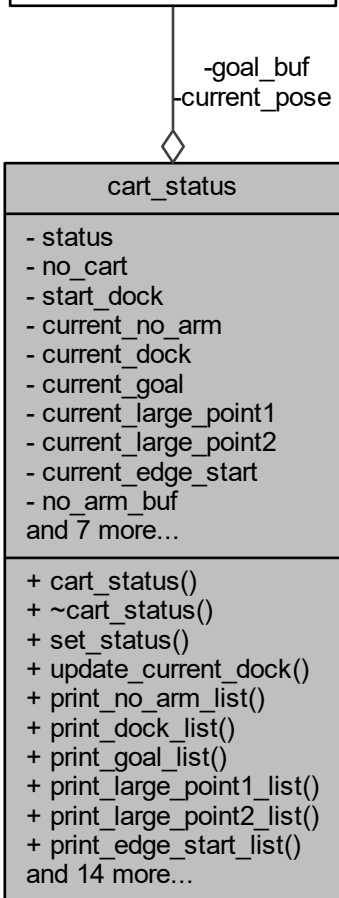 -goal_buf
-current_pose
cart_status
- status
- no_cart
- start_dock
- current_no_arm
- current_dock
- current_goal
- current_large_point1
- current_large_point2
- current_edge_start
- no_arm_buf
and 7 more...
+ cart_status()
+ ~cart_status()
+ set_status()
+ update_current_dock()
+ print_no_arm_list()
+ print_dock_list()
+ print_goal_list()
+ print_large_point1_list()
+ print_large_point2_list()
+ print_edge_start_list()
and 14 more...